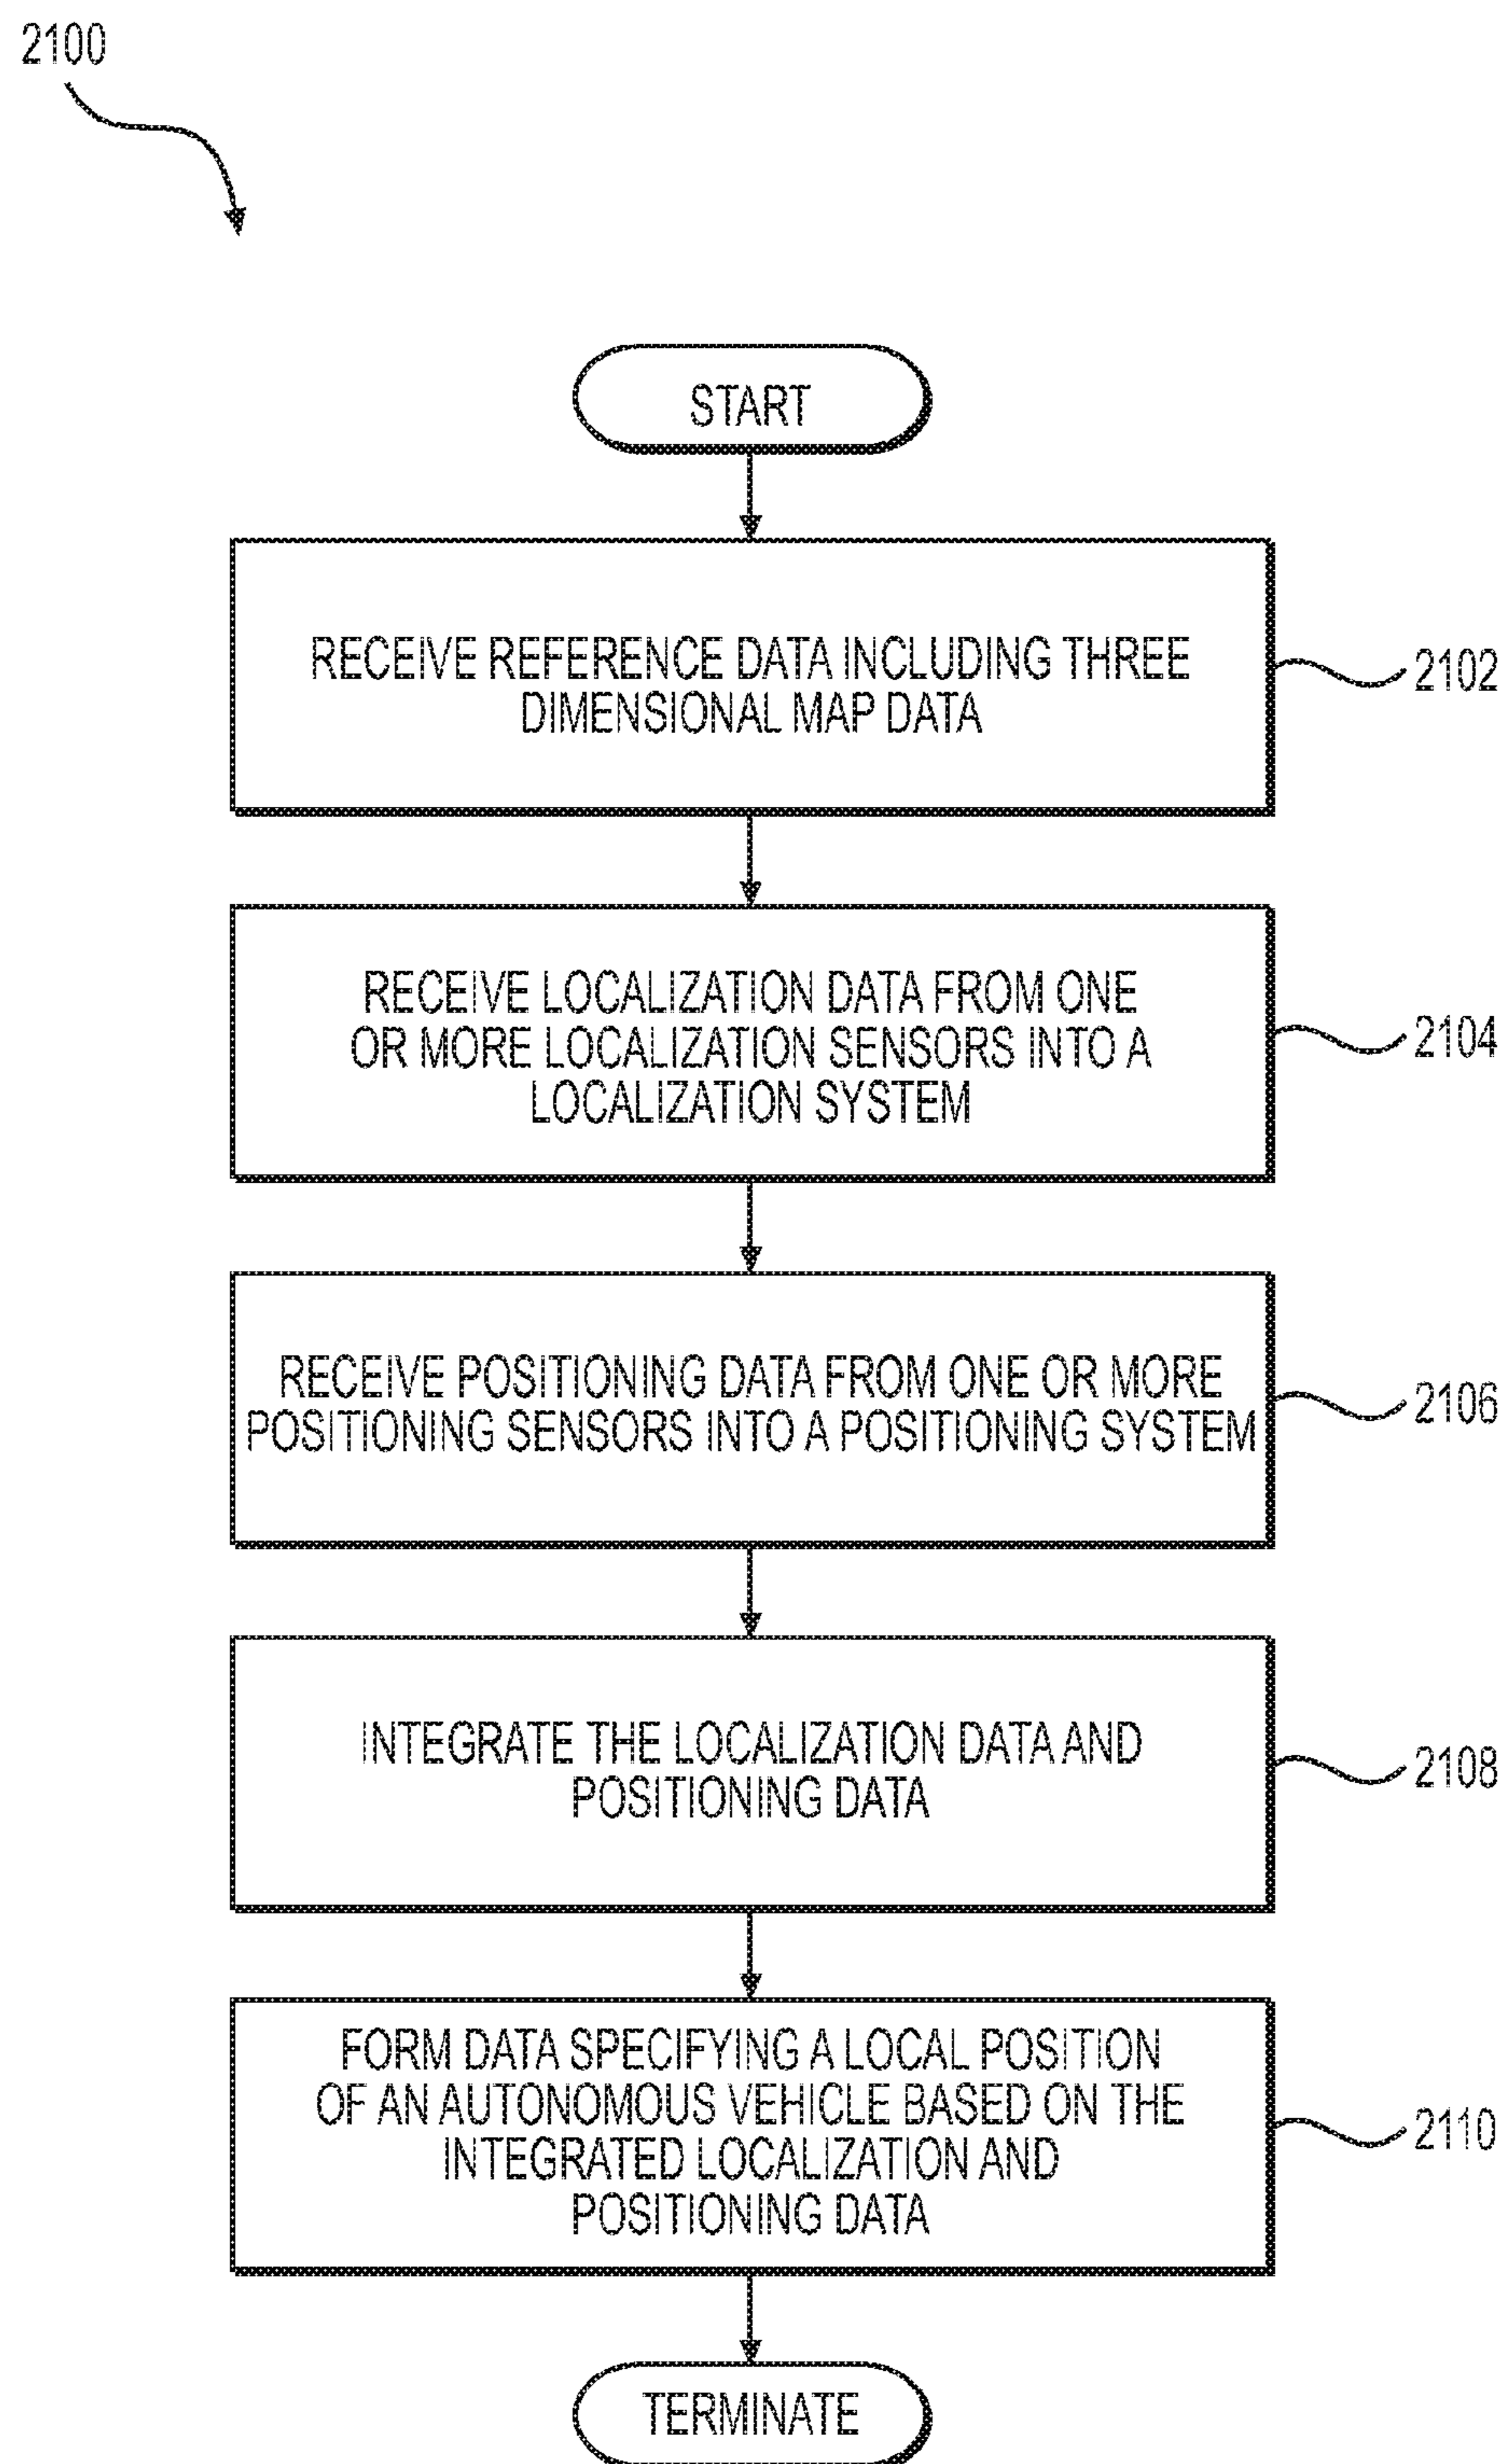 2100
START
RECEIVE REFERENCE DATA INCLUDING THREE
DIMENSIONAL MAP DATA
2102
RECEIVE LOCALIZATION DATA FROM ONE
OR MORE LOCALIZATION SENSORS INTO A
LOCALIZATION SYSTEM
2104
RECEIVE POSITIONING DATA FROM ONE OR MORE
POSITIONING SENSORS INTO A POSITIONING SYSTEM
2106
INTEGRATE THE LOCALIZATION DATA AND
POSITIONING DATA
2108
FORM DATA SPECIFYING A LOCAL POSITION
OF AN AUTONOMOUS VEHICLE BASED ON THE
INTEGRATED LOCALIZATION AND
POSITIONING DATA
2110
TERMINATE